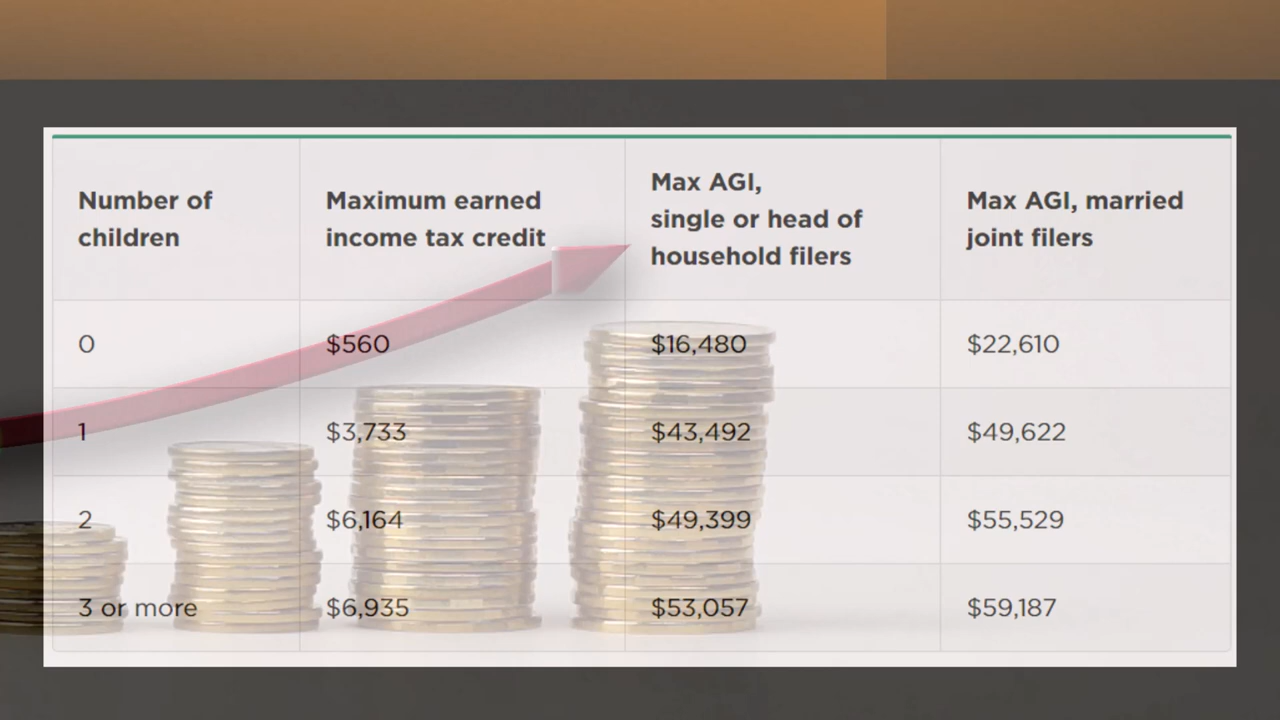 Number of
children
Maximum earned
income tax credit
Max AGI,
single or head of
household filers
Max AGI, married
joint filers
0
$560
$16,480
$22,610
1
$3,733
$43,492
$49,622
2
$6,164
$49,399
$55,529
3 or more
$6,935
$53,057
$59,187